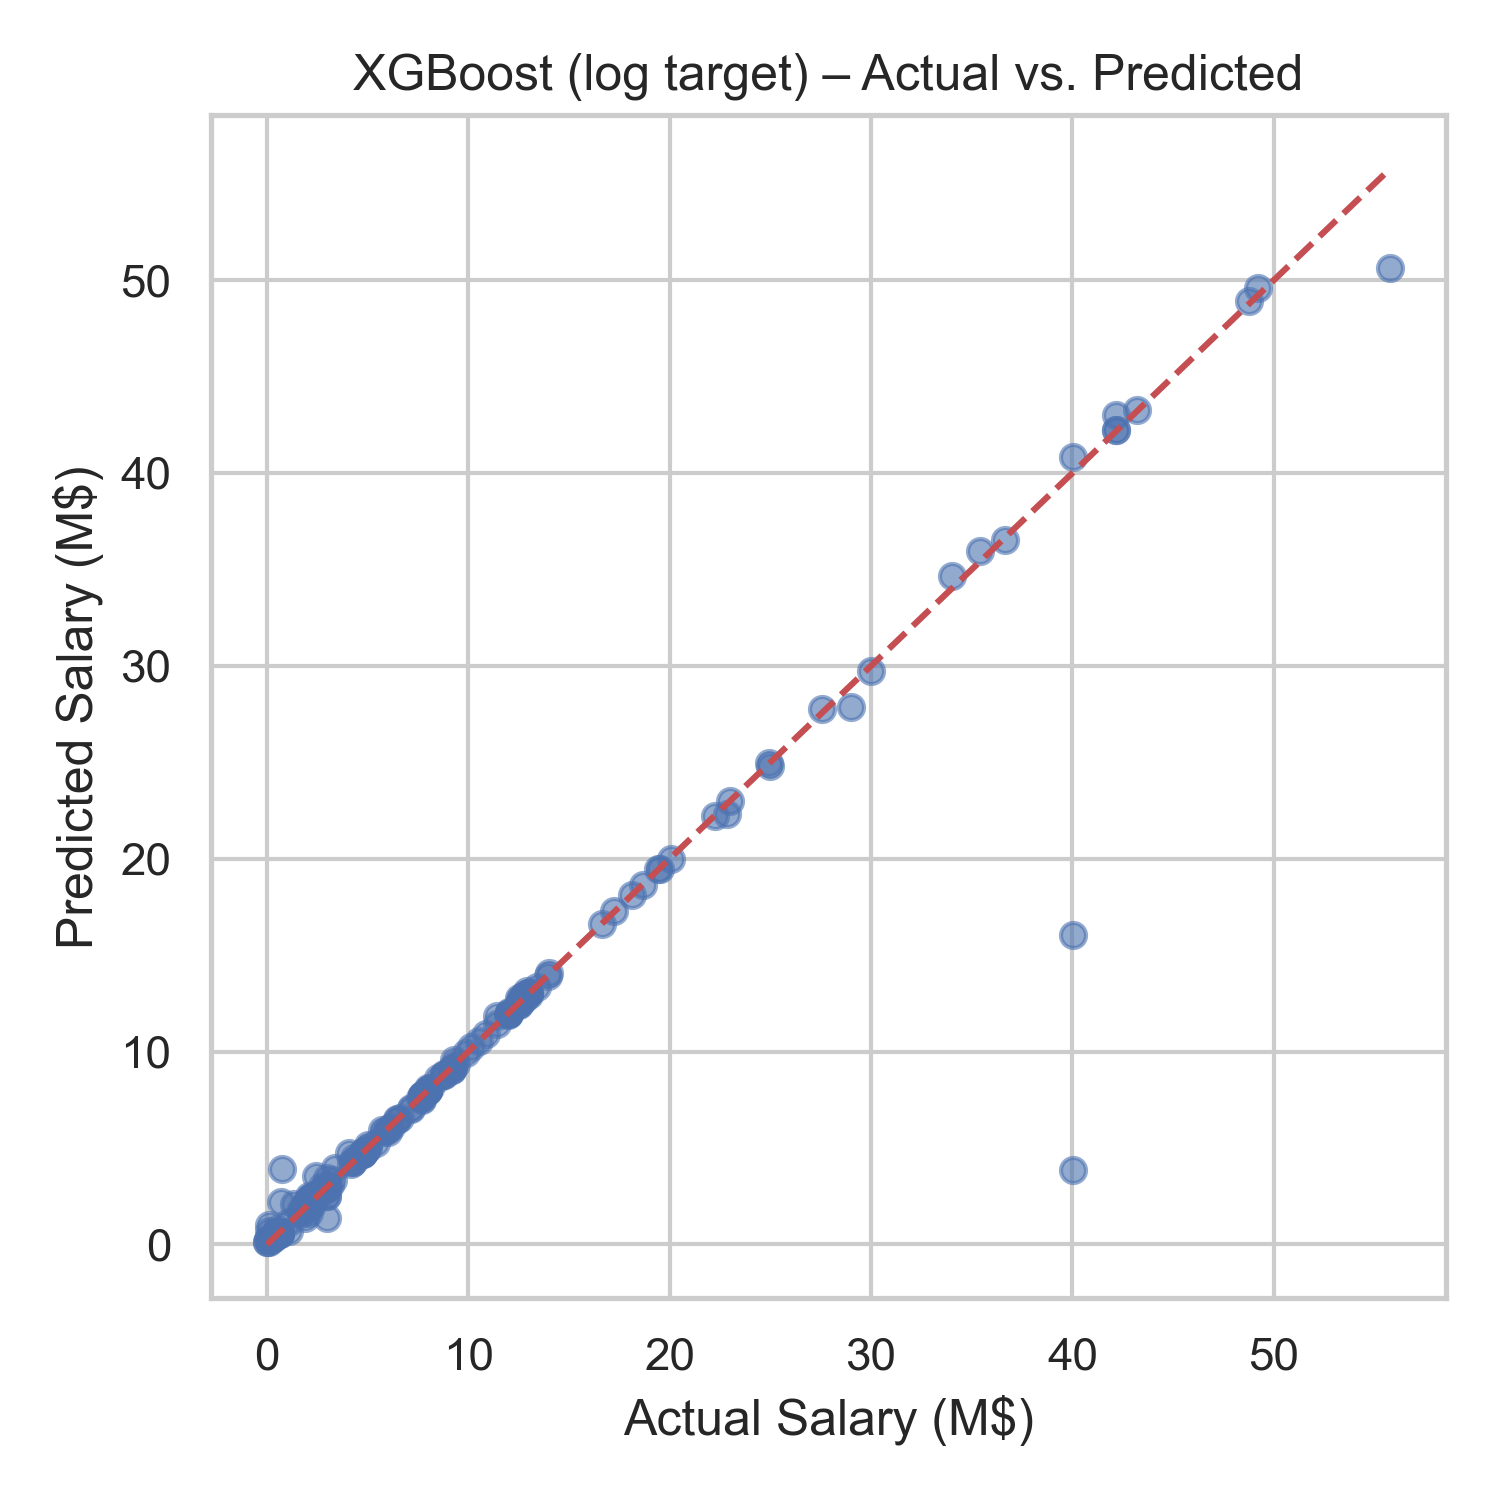 XGBoost (log target) – Actual vs. Predicted
Predicted Salary (M$)
50
40
30
20
10
0
0 10 20 30 40 50
Actual Salary (M$)